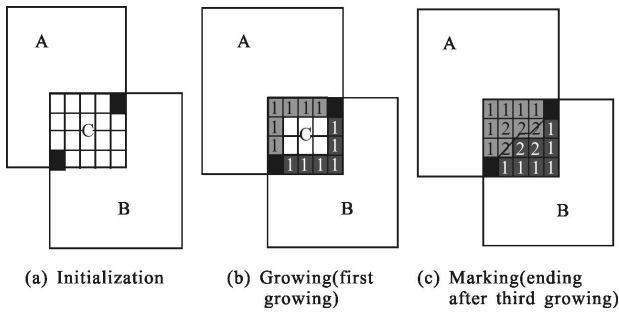 A
C
B
(a) Initialization
A
1 1 1 1
1 C 1
1 1
1 1 1 1
B
(b) Growing(first
growing)
A
1 1 1 1
1 2 2 2 1
1 2 2 2 1
1 1 1 1
B
(c) Marking(ending
after third growing)